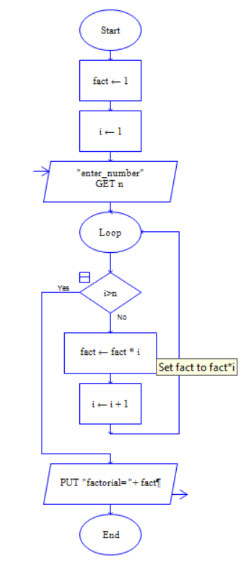 Start
fact ← 1
i ← 1
"enter_number"
GET n
Loop
Yes
i>n
No
fact ← fact * i
Set fact to fact*i
i ← i + 1
PUT "factorial="+ fact¶
End